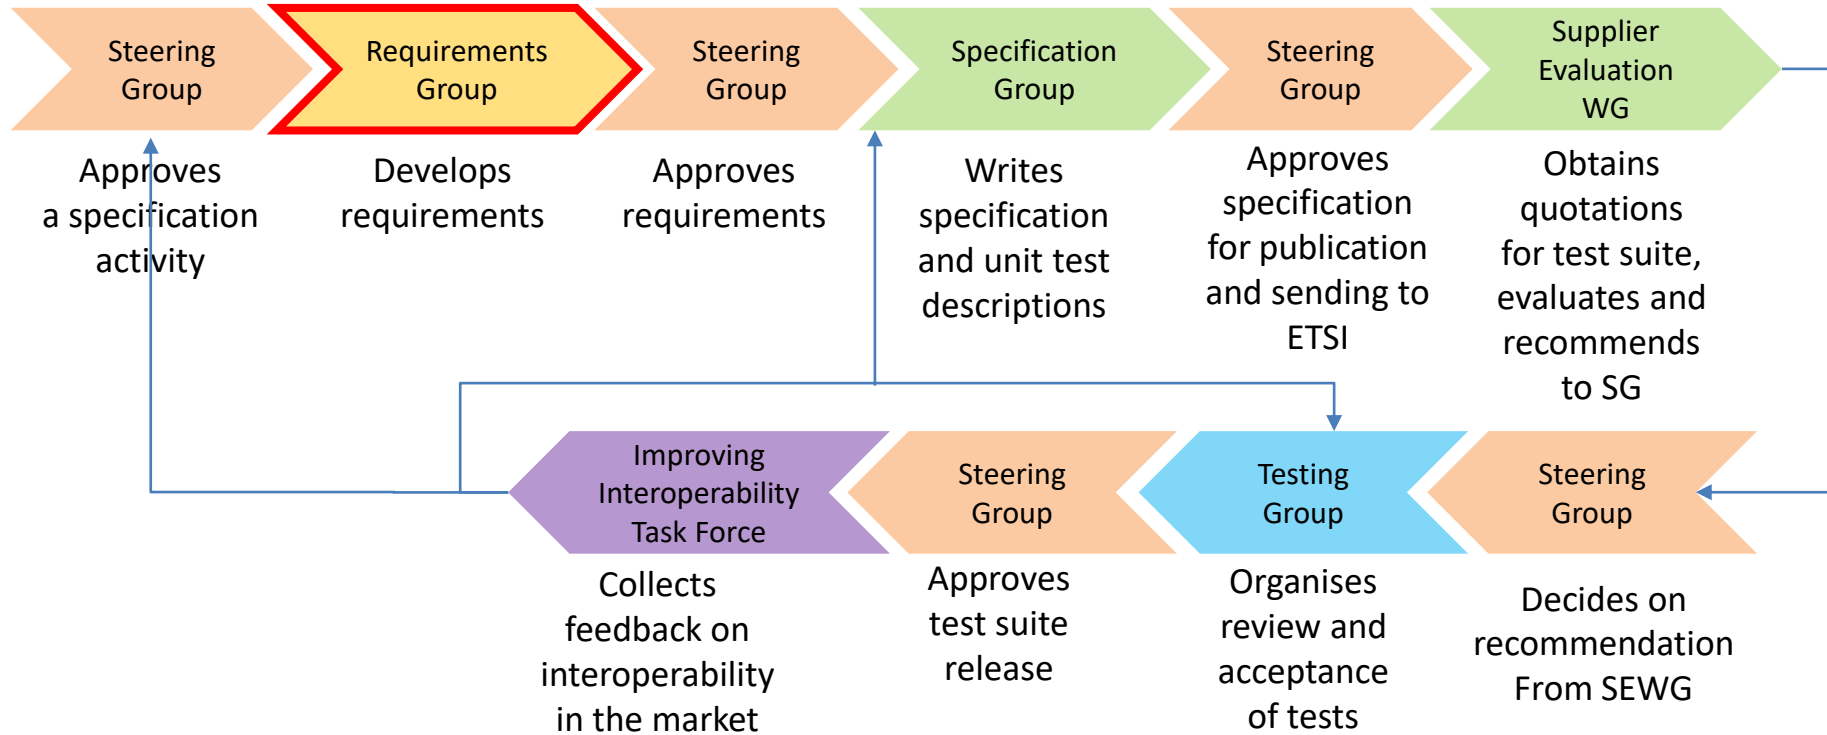 Steering
Group
Requirements
Group
Steering
Group
Specification
Group
Steering
Group
Supplier
Evaluation
WG
Approves
a specification
activity
Develops
requirements
Approves
requirements
Writes
specification
and unit test
descriptions
Approves
specification
for publication
and sending to
ETSI
Obtains
quotations
for test suite,
evaluates and
recommends
to SG
Improving
Interoperability
Task Force
Steering
Group
Testing
Group
Steering
Group
Collects
feedback on
interoperability
in the market
Approves
test suite
release
Organises
review and
acceptance
of tests
Decides on
recommendation
From SEWG